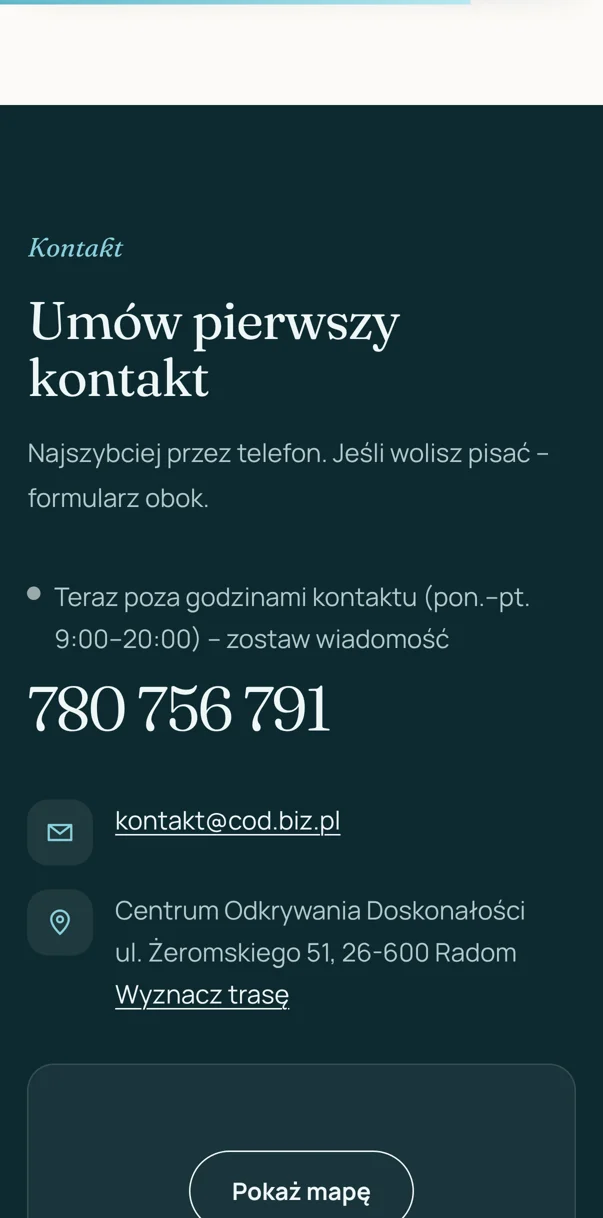 Kontakt
Umów pierwszy
kontakt
Najszybciej przez telefon. Jeśli wolisz pisać –
formularz obok.
Teraz poza godzinami kontaktu (pon.–pt.
9:00–20:00) – zostaw wiadomość
780 756 791
kontakt@cod.biz.pl
Centrum Odkrywania Doskonałości
ul. Żeromskiego 51, 26-600 Radom
Wyznacz trasę
Pokaż mapę